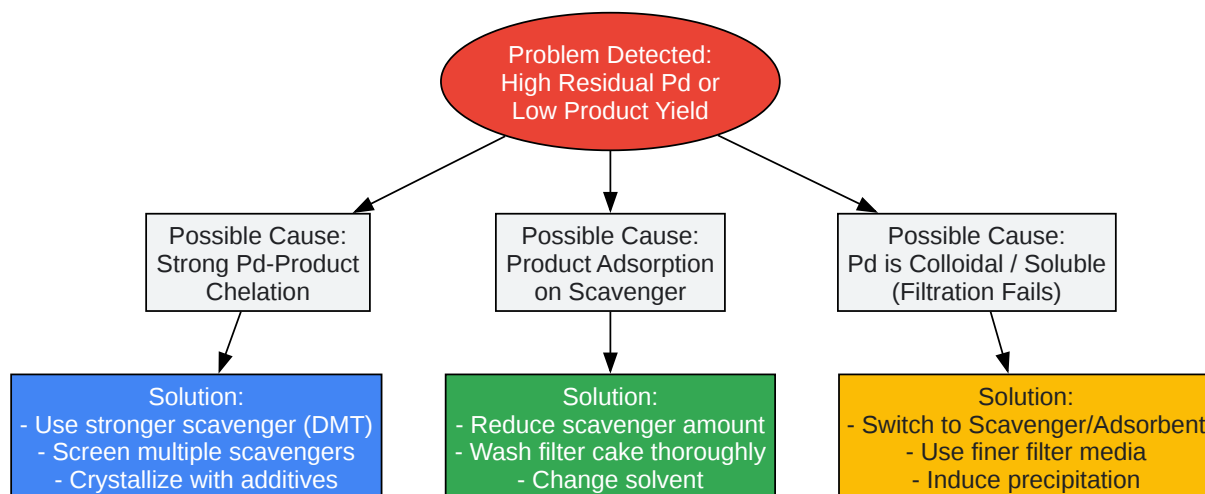 Problem Detected:
High Residual Pd or
Low Product Yield
Possible Cause:
Strong Pd-Product
Chelation
Possible Cause:
Product Adsorption
on Scavenger
Possible Cause:
Pd is Colloidal / Soluble
(Filtration Fails)
Solution:
- Use stronger scavenger (DMT)
- Screen multiple scavengers
- Crystallize with additives
Solution:
- Reduce scavenger amount
- Wash filter cake thoroughly
- Change solvent
Solution:
- Switch to Scavenger/Adsorbent
- Use finer filter media
- Induce precipitation